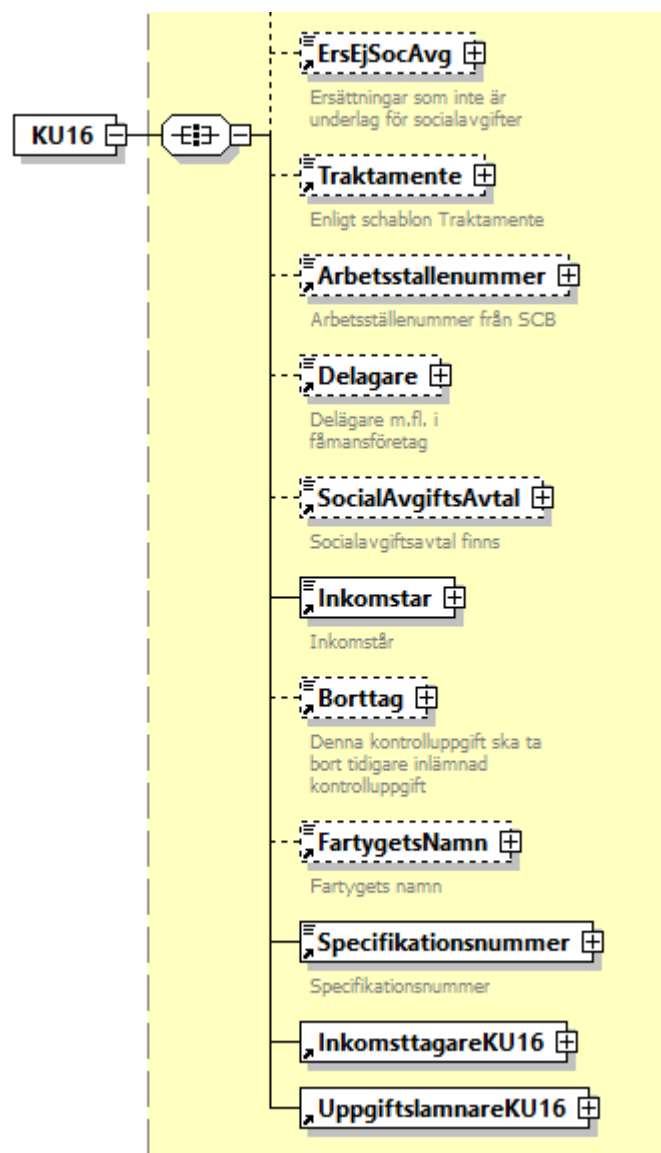 ErsEjSocAvg
Ersättningar som inte är
underlag för socialavgifter
KU16
Traktamente
Enligt schablon Traktamente
Arbetsstallenummer
Arbetsställenummer från SCB
Delagare
Delägare m.fl. i
fåmansföretag
SocialAvgiftsAvtal
Socialavgiftsavtal finns
Inkomstar
Inkomstår
Borttag
Denna kontrolluppgift ska ta
bort tidigare inlämnad
kontrolluppgift
FartygetsNamn
Fartygets namn
Specifikationsnummer
Specifikationsnummer
InkomsttagareKU16
UppgiftslamnareKU16